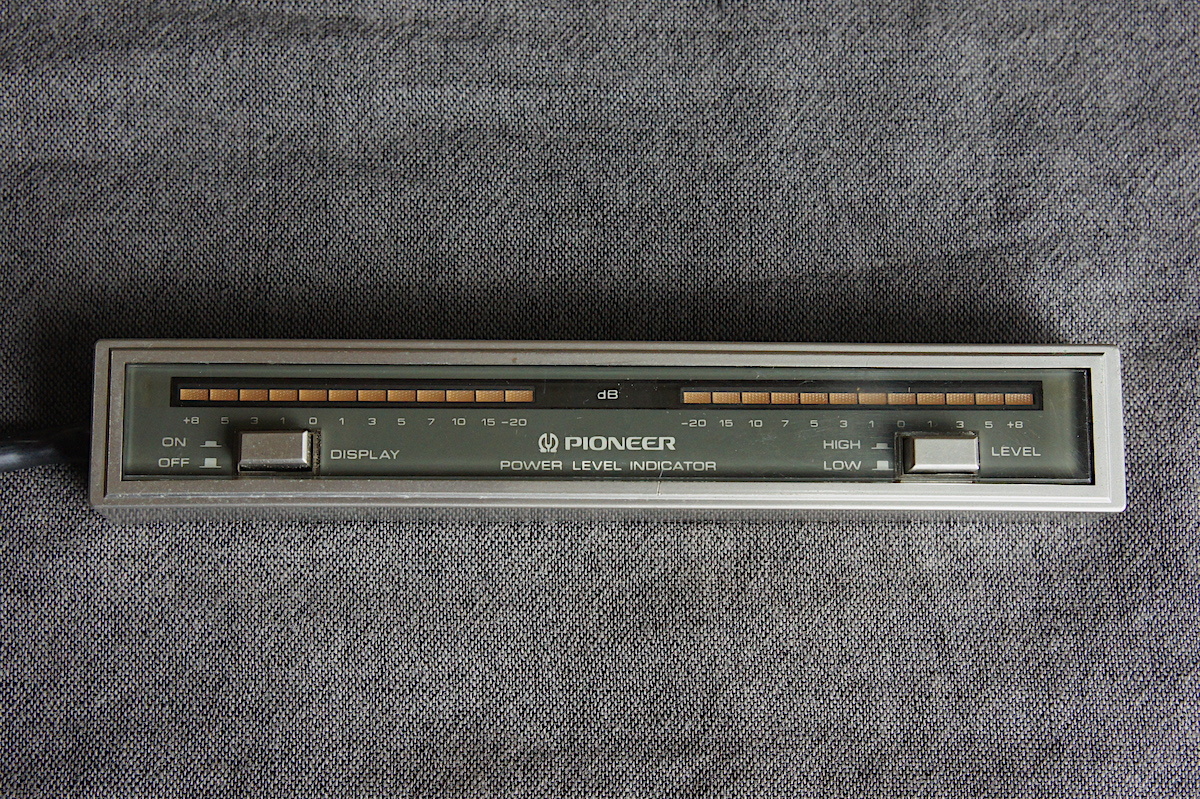 dB
+8 5 3 1 0 1 3 5 7 10 15 -20
-20 15 10 7 5 3 1 0 1 3 5 +8
ON
OFF
DISPLAY
PIONEER
POWER LEVEL INDICATOR
HIGH
LOW
LEVEL